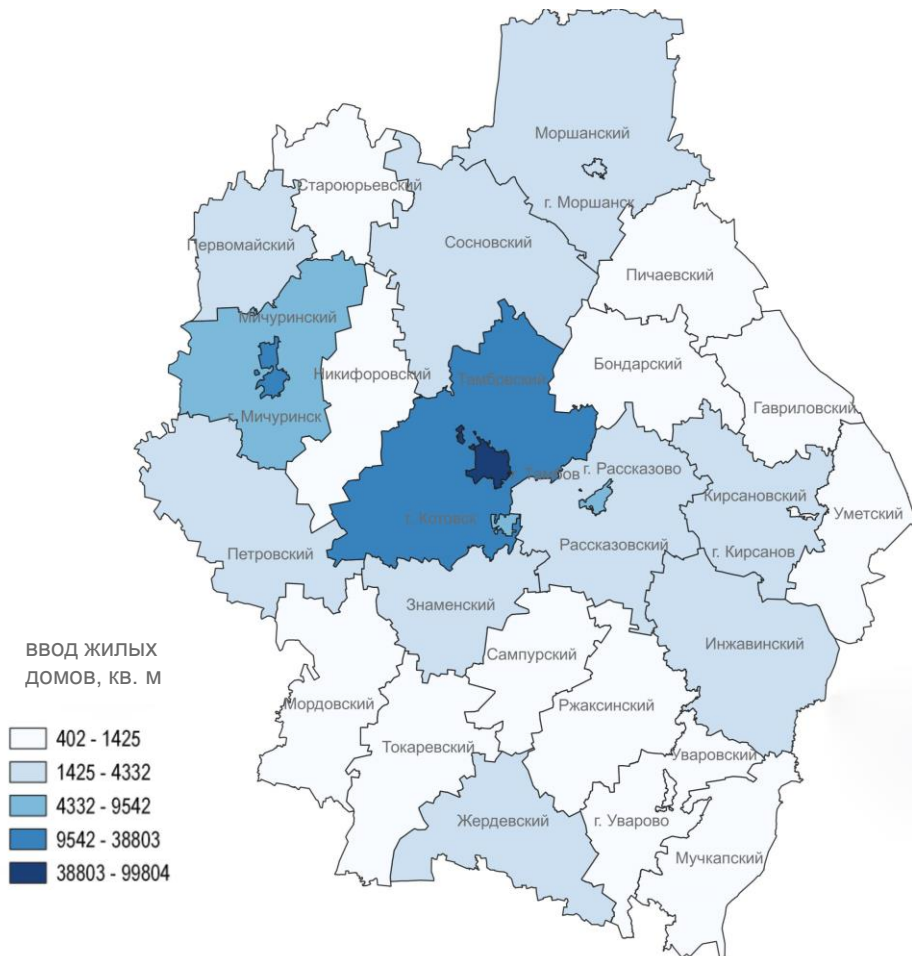 Моршанский
г. Моршанск
Староюрьевский
Первомайский
Сосновский
Пичаевский
Мичуринский
Никифоровский
Тамбовский
Бондарский
Гавриловский
г. Мичуринск
г. Тамбов
г. Рассказово
Кирсановский
Уметский
г. Котовск
Рассказовский
г. Кирсанов
Петровский
Знаменский
Сампурский
Инжавинский
Мордовский
Ржаксинский
Токаревский
Уваровский
Жердевский
г. Уварово
Мучкапский
ВВОД ЖИЛЫХ
ДОМОВ, КВ. М
402 - 1425
1425 - 4332
4332 - 9542
9542 - 38803
38803 - 99804